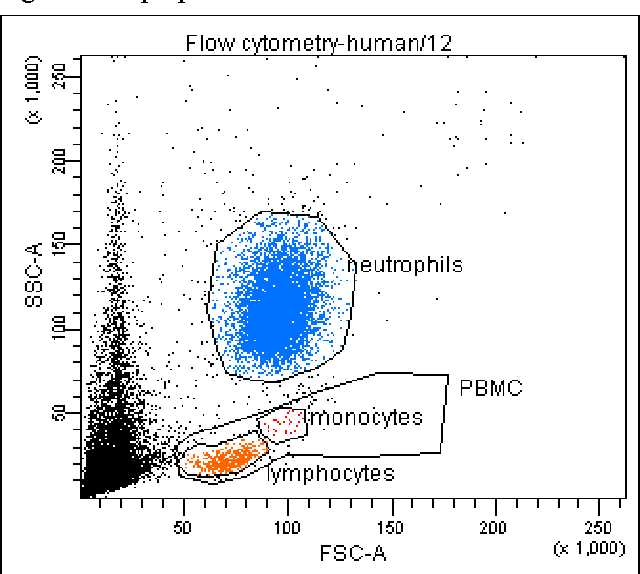 Flow cytometry-human/12
(x 1,000)
250
200
150
100
50
SSC-A
neutrophils
PBMC
monocytes
lymphocytes
50 100 150 200 250
FSC-A
(x 1,000)